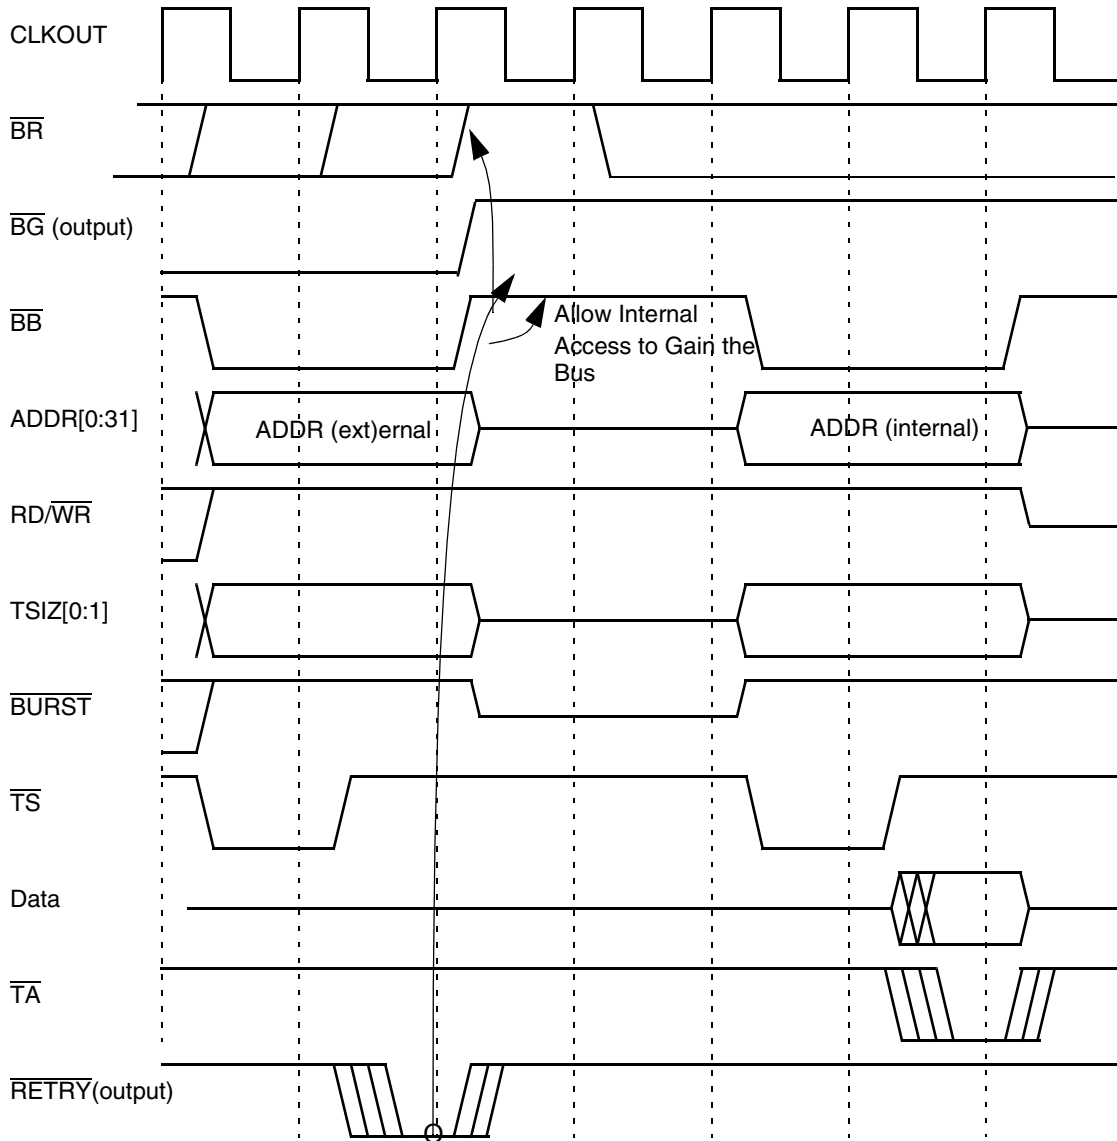 CLKOUT
BR
BG (output)
BB
Allow Internal
Access to Gain the
Bus
ADDR[0:31]
ADDR (ext)ernal
ADDR (internal)
RD/WR
TSIZ[0:1]
BURST
TS
Data
TA
RETRY(output)